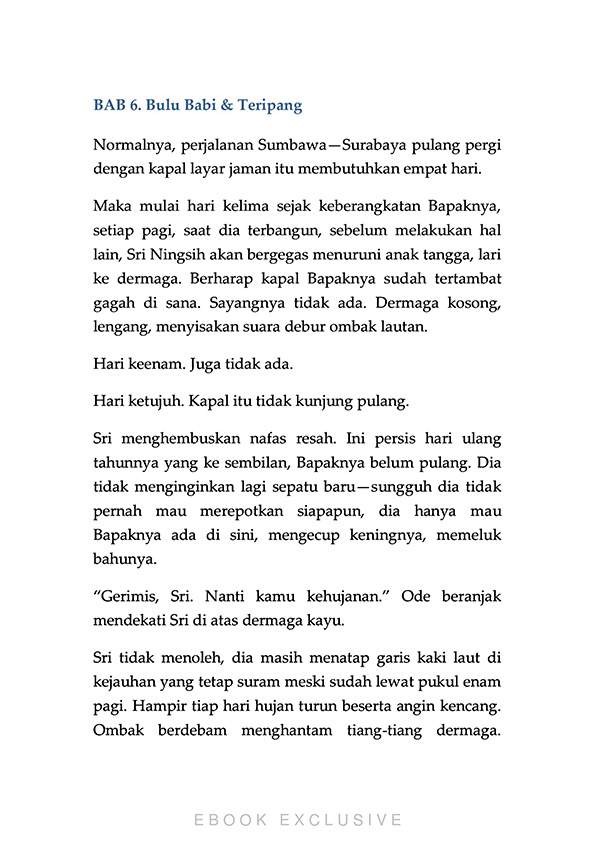 BAB 6. Bulu Babi & Teripang
Normalnya, perjalanan Sumbawa—Surabaya pulang pergi
dengan kapal layar jaman itu membutuhkan empat hari.
Maka mulai hari kelima sejak keberangkatan Bapaknya,
setiap pagi, saat dia terbangun, sebelum melakukan hal
lain, Sri Ningsih akan bergegas menuruni anak tangga, lari
ke dermaga. Berharap kapal Bapaknya sudah tertambat
gagah di sana. Sayangnya tidak ada. Dermaga kosong,
lengang, menyisakan suara debur ombak lautan.
Hari keenam. Juga tidak ada.
Hari ketujuh. Kapal itu tidak kunjung pulang.
Sri menghembuskan nafas resah. Ini persis hari ulang
tahunnya yang ke sembilan, Bapaknya belum pulang. Dia
tidak menginginkan lagi sepatu baru—sungguh dia tidak
pernah mau merepotkan siapapun, dia hanya mau
Bapaknya ada di sini, mengecup keningnya, memeluk
bahunya.
“Gerimis, Sri. Nanti kamu kehujanan.” Ode beranjak
mendekati Sri di atas dermaga kayu.
Sri tidak menoleh, dia masih menatap garis kaki laut di
kejauhan yang tetap suram meski sudah lewat pukul enam
pagi. Hampir tiap hari hujan turun beserta angin kencang.
Ombak berdebam menghantam tiang-tiang dermaga.
EBOOK EXCLUSIVE